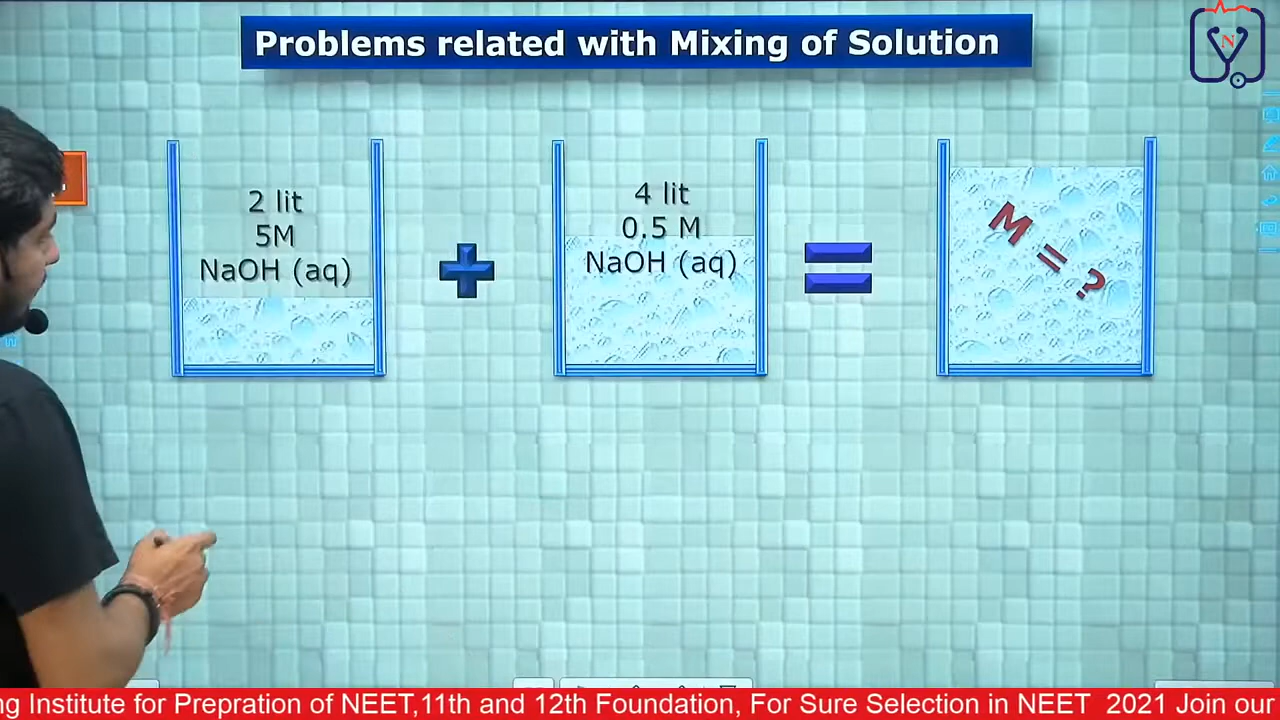 Problems related with Mixing of Solution
N
2 lit
5M
NaOH (aq)
4 lit
0.5 M
NaOH (aq)
M = ?
Institute for Prepration of NEET,11th and 12th Foundation, For Sure Selection in NEET 2021 Join our